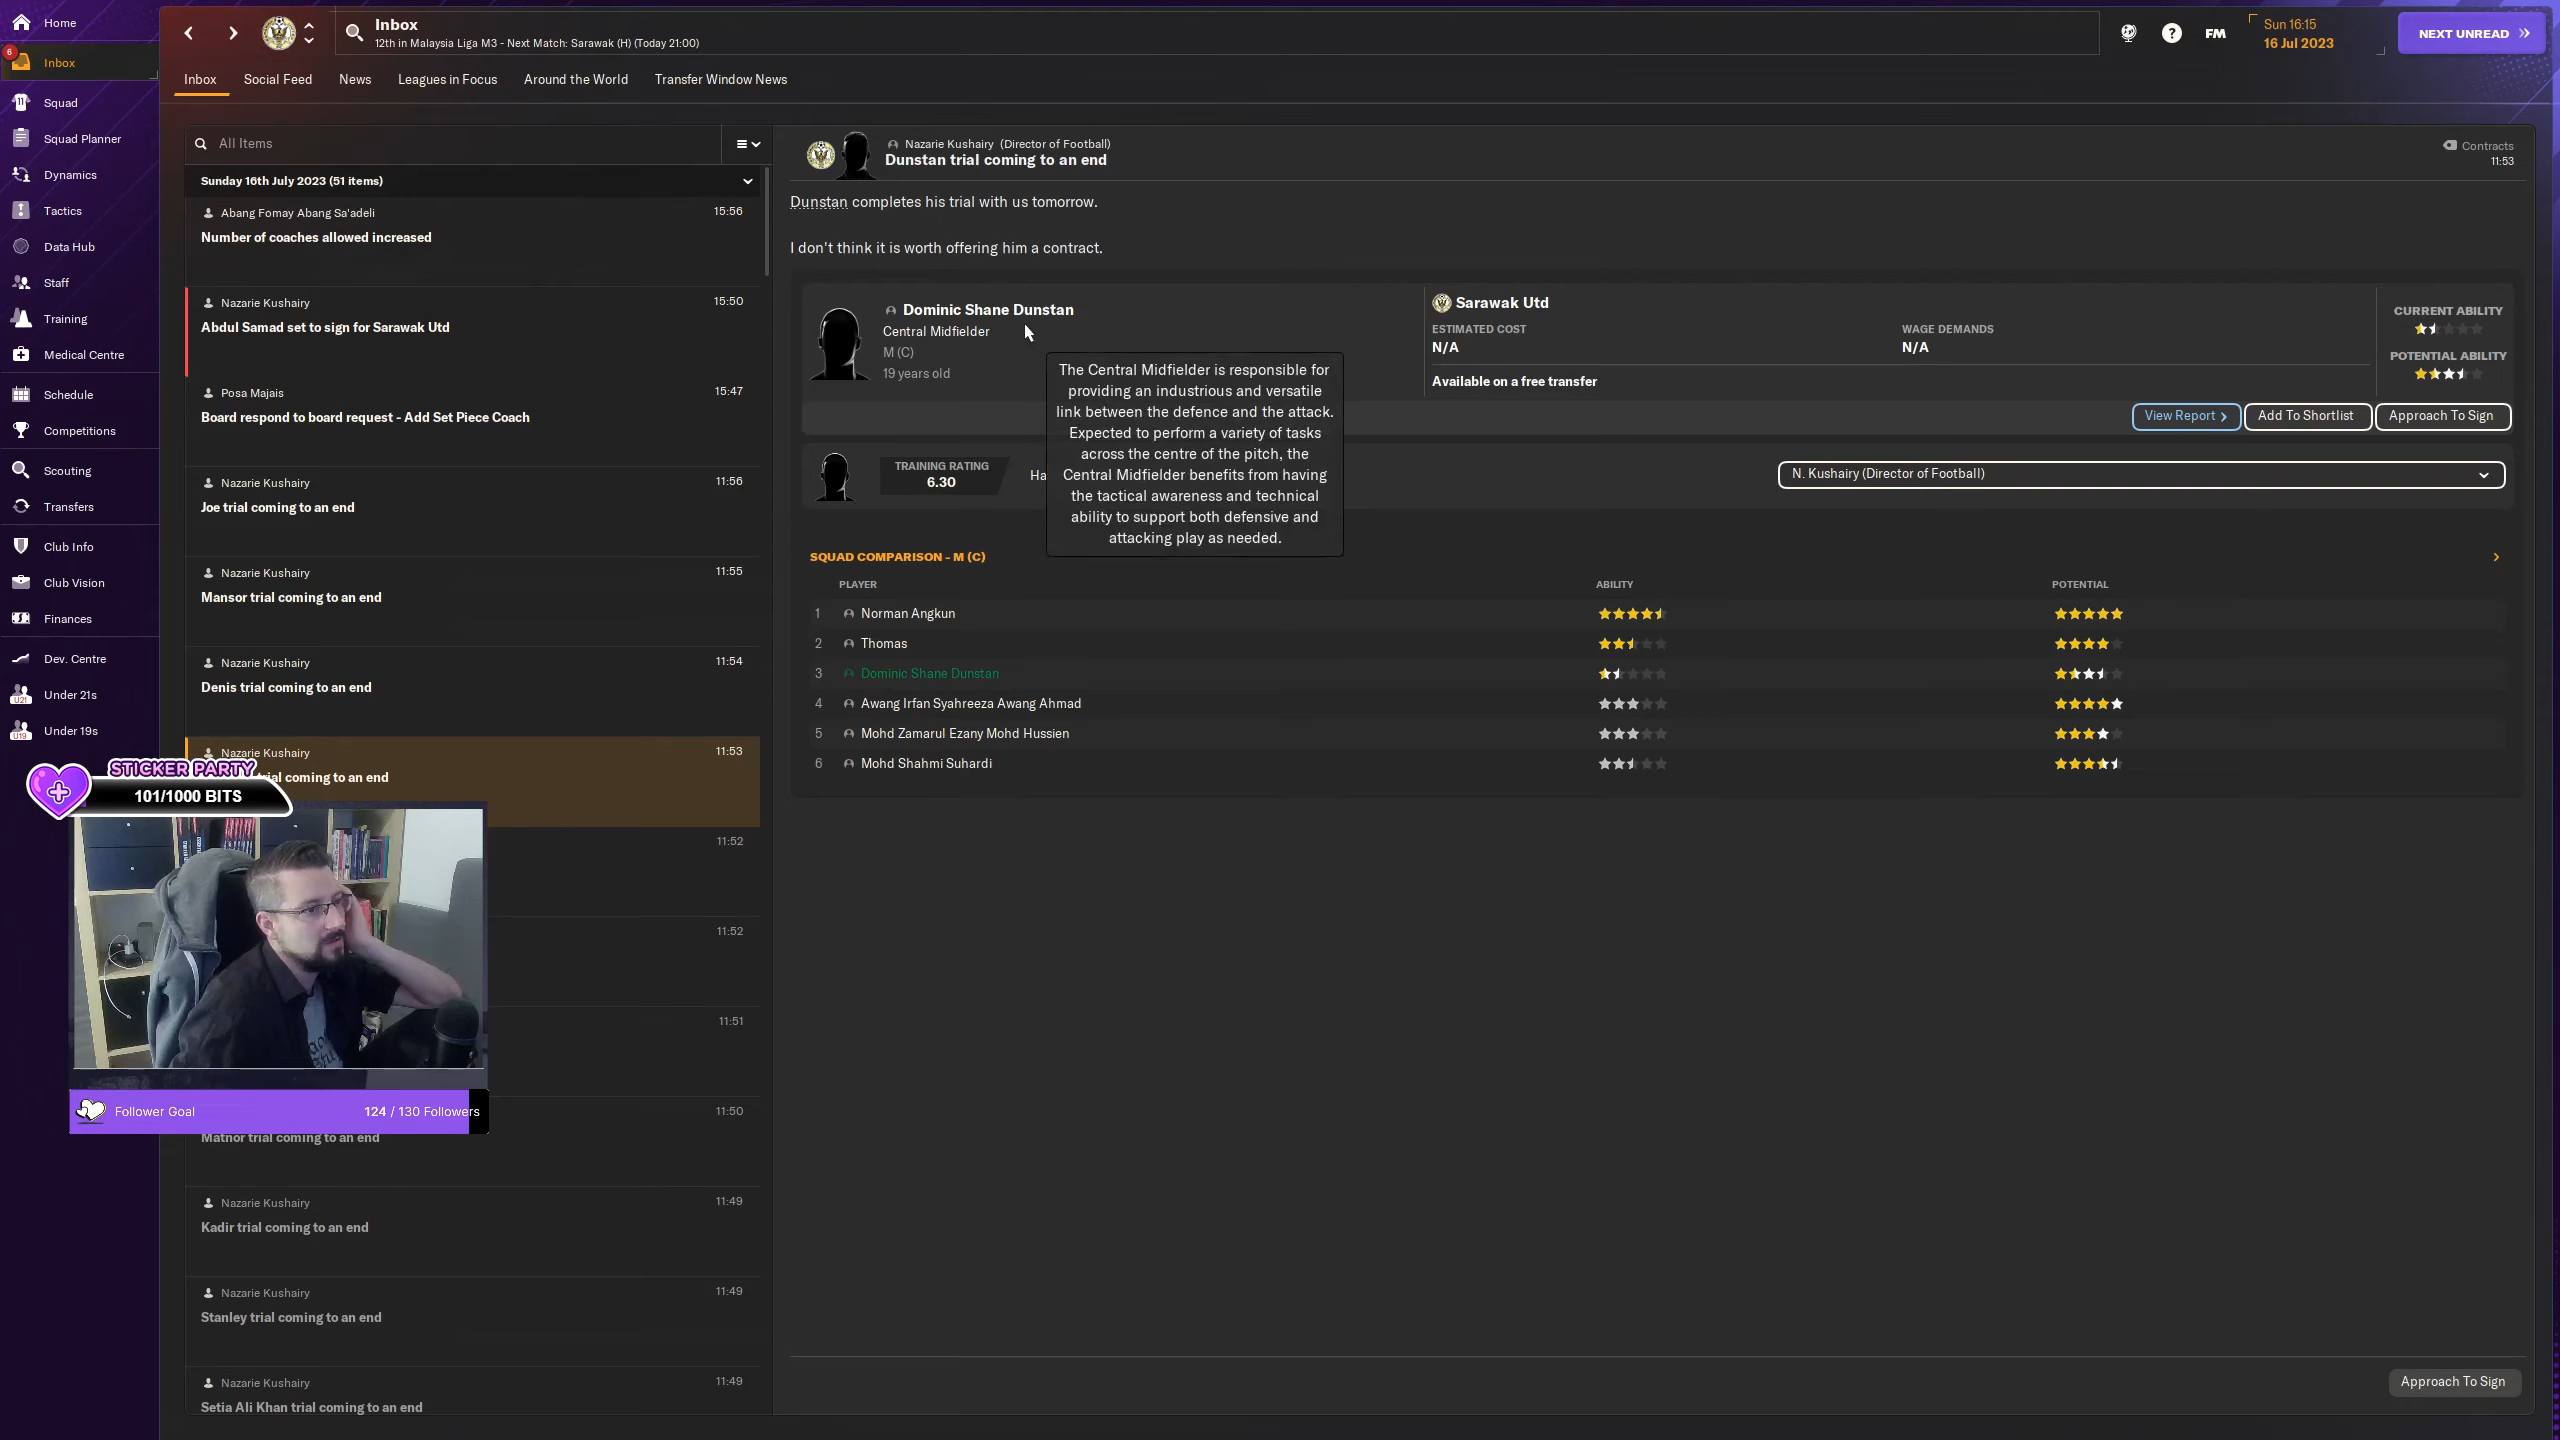 Home
Inbox
12th in Malaysia Liga M3 - Next Match: Sarawak (H) (Today 21:00)
FM
Sun 16:15
16 Jul 2023
NEXT UNREAD
6
Inbox
Squad
Squad Planner
Dynamics
Tactics
Data Hub
Staff
Training
Medical Centre
Schedule
Competitions
Scouting
Transfers
Club Info
Club Vision
Finances
Dev. Centre
Under 21s
Under 19s
Inbox Social Feed News Leagues in Focus Around the World Transfer Window News
All Items
Sunday 16th July 2023 (51 items)
Abang Fomay Abang Sa'adeli 15:56
Number of coaches allowed increased
Nazarie Kushairy 15:50
Abdul Samad set to sign for Sarawak Utd
Posa Majais 15:47
Board respond to board request - Add Set Piece Coach
Nazarie Kushairy 11:56
Joe trial coming to an end
Nazarie Kushairy 11:55
Mansor trial coming to an end
Nazarie Kushairy 11:54
Denis trial coming to an end
Nazarie Kushairy 11:53
trial coming to an end
11:52
11:52
11:51
11:50
Matnor trial coming to an end
Nazarie Kushairy 11:49
Kadir trial coming to an end
Nazarie Kushairy 11:49
Stanley trial coming to an end
Nazarie Kushairy 11:49
Setia Ali Khan trial coming to an end
STICKER PARTY
101/1000 BITS
Follower Goal 124 / 130 Followers
Nazarie Kushairy (Director of Football)
Dunstan trial coming to an end
Contracts
11:53
Dunstan completes his trial with us tomorrow.
I don't think it is worth offering him a contract.
Dominic Shane Dunstan
Central Midfielder
M (C)
19 years old
Sarawak Utd
ESTIMATED COST
N/A
WAGE DEMANDS
N/A
Available on a free transfer
CURRENT ABILITY
POTENTIAL ABILITY
View Report Add To Shortlist Approach To Sign
The Central Midfielder is responsible for
providing an industrious and versatile
link between the defence and the attack.
Expected to perform a variety of tasks
across the centre of the pitch, the
Central Midfielder benefits from having
the tactical awareness and technical
ability to support both defensive and
attacking play as needed.
TRAINING RATING
6.30
Ha
N. Kushairy (Director of Football)
SQUAD COMPARISON - M (C)
PLAYER ABILITY POTENTIAL
1 Norman Angkun
2 Thomas
3 Dominic Shane Dunstan
4 Awang Irfan Syahreeza Awang Ahmad
5 Mohd Zamarul Ezany Mohd Hussien
6 Mohd Shahmi Suhardi
Approach To Sign